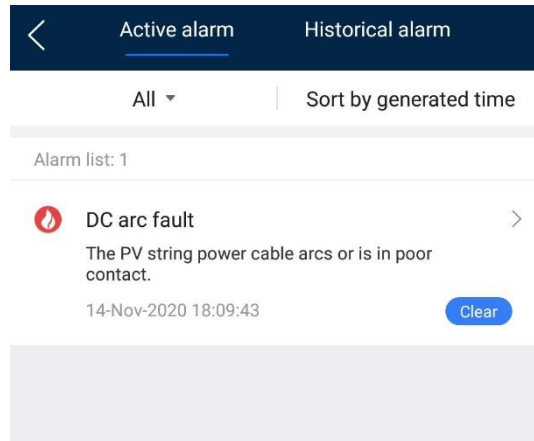 Active alarm Historical alarm
All Sort by generated time
Alarm list: 1
DC arc fault
The PV string power cable arcs or is in poor
contact.
14-Nov-2020 18:09:43 Clear